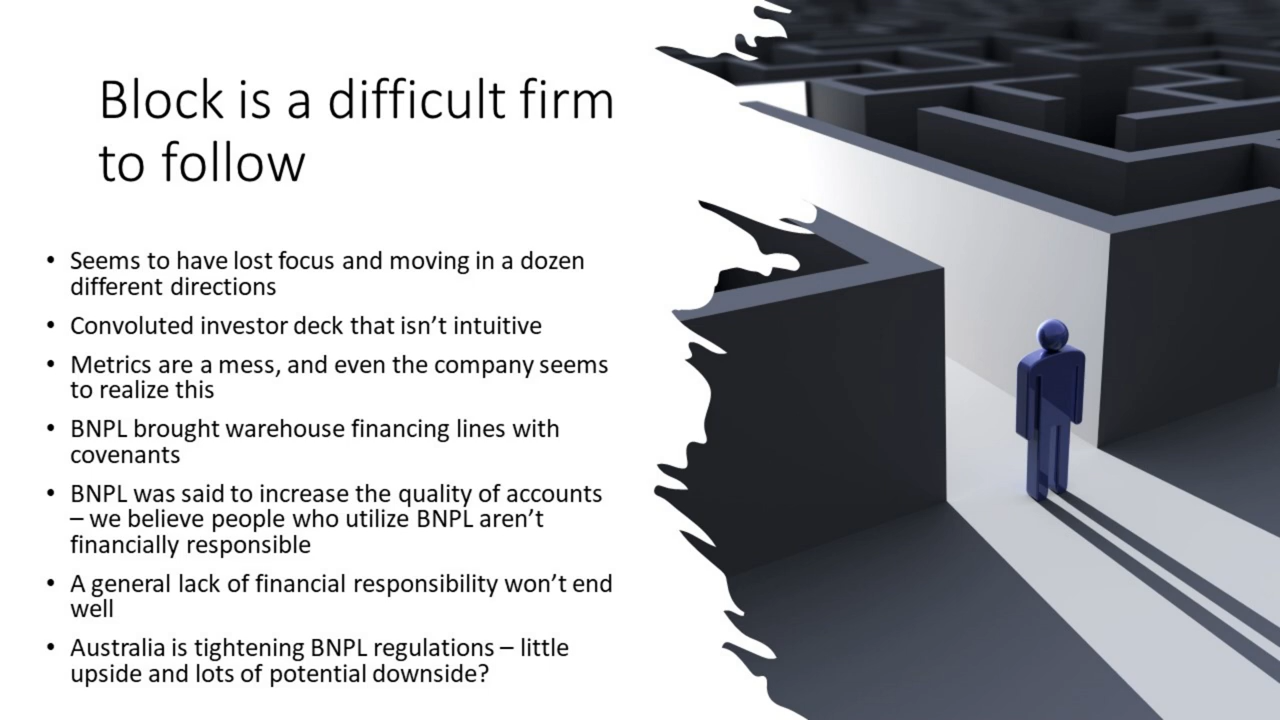 Block is a difficult firm
to follow
• Seems to have lost focus and moving in a dozen
different directions
• Convoluted investor deck that isn’t intuitive
• Metrics are a mess, and even the company seems
to realize this
• BNPL brought warehouse financing lines with
covenants
• BNPL was said to increase the quality of accounts
– we believe people who utilize BNPL aren’t
financially responsible
• A general lack of financial responsibility won’t end
well
• Australia is tightening BNPL regulations – little
upside and lots of potential downside?